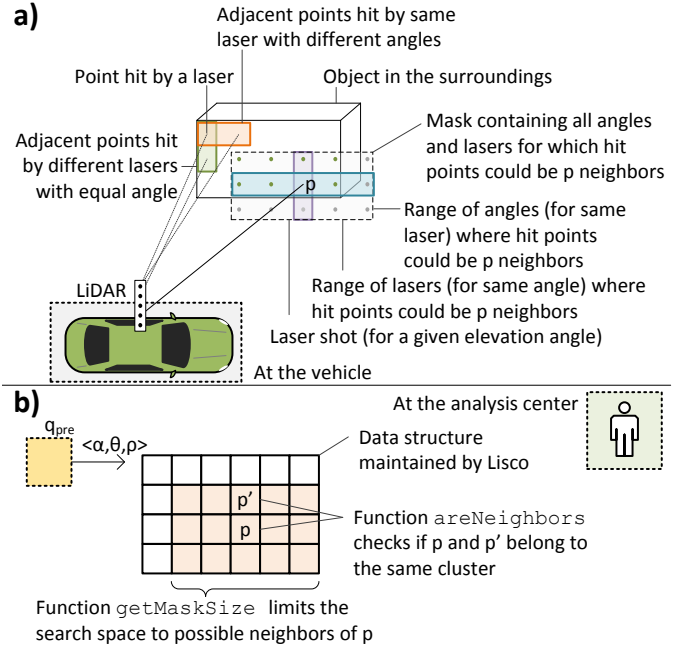 a)
Adjacent points hit by same
laser with different angles
Point hit by a laser
Object in the surroundings
Adjacent points hit
by different lasers
with equal angle
Mask containing all angles
and lasers for which hit
points could be p neighbors
p
Range of angles (for same
laser) where hit points
could be p neighbors
LiDAR
Range of lasers (for same angle) where
hit points could be p neighbors
Laser shot (for a given elevation angle)
At the vehicle
b)
At the analysis center
qpre
<α,θ,ρ>
Data structure
maintained by Lisco
p'
p
Function areNeighbors
checks if p and p' belong to
the same cluster
Function getMaskSize limits the
search space to possible neighbors of p